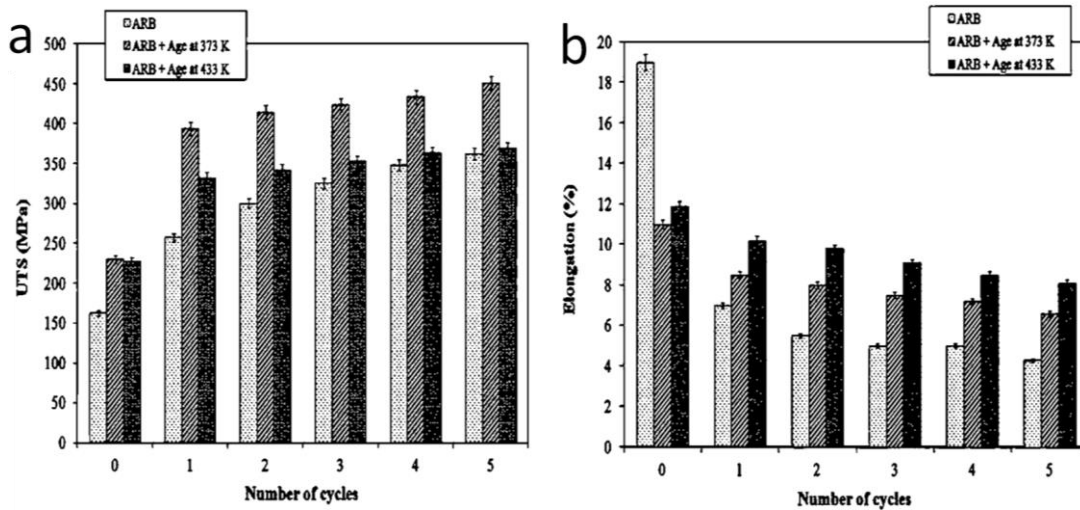 a
ARB
ARB + Age at 373 K
ARB + Age at 433 K
500
450
400
350
300
250
200
150
100
50
0
UTS (MPa)
0 1 2 3 4 5
Number of cycles
b
ARB
ARB + Age at 373 K
ARB + Age at 433 K
20
18
16
14
12
10
8
6
4
2
0
Elongation (%)
0 1 2 3 4 5
Number of cycles